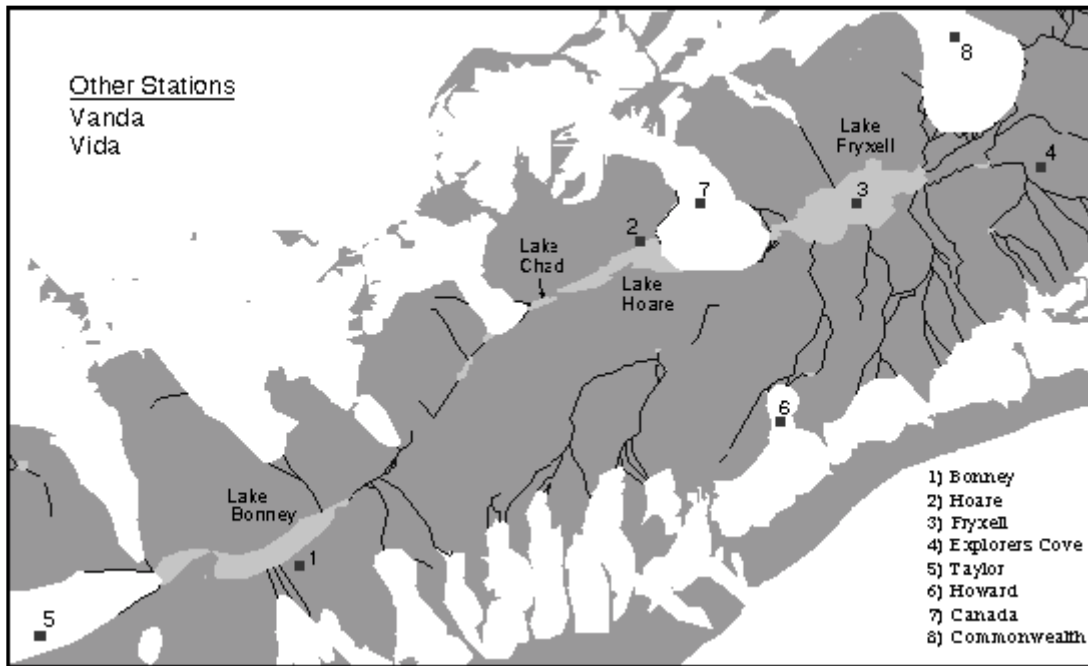 Other Stations
Vanda
Vida
8
Lake
Fryxell
4
7
3
2
Lake
Chad
Lake
Hoare
6
Lake
Bonney
1
5
1) Bonney
2) Hoare
3) Fryxell
4) Explorers Cove
5) Taylor
6) Howard
7) Canada
8) Commonwealth